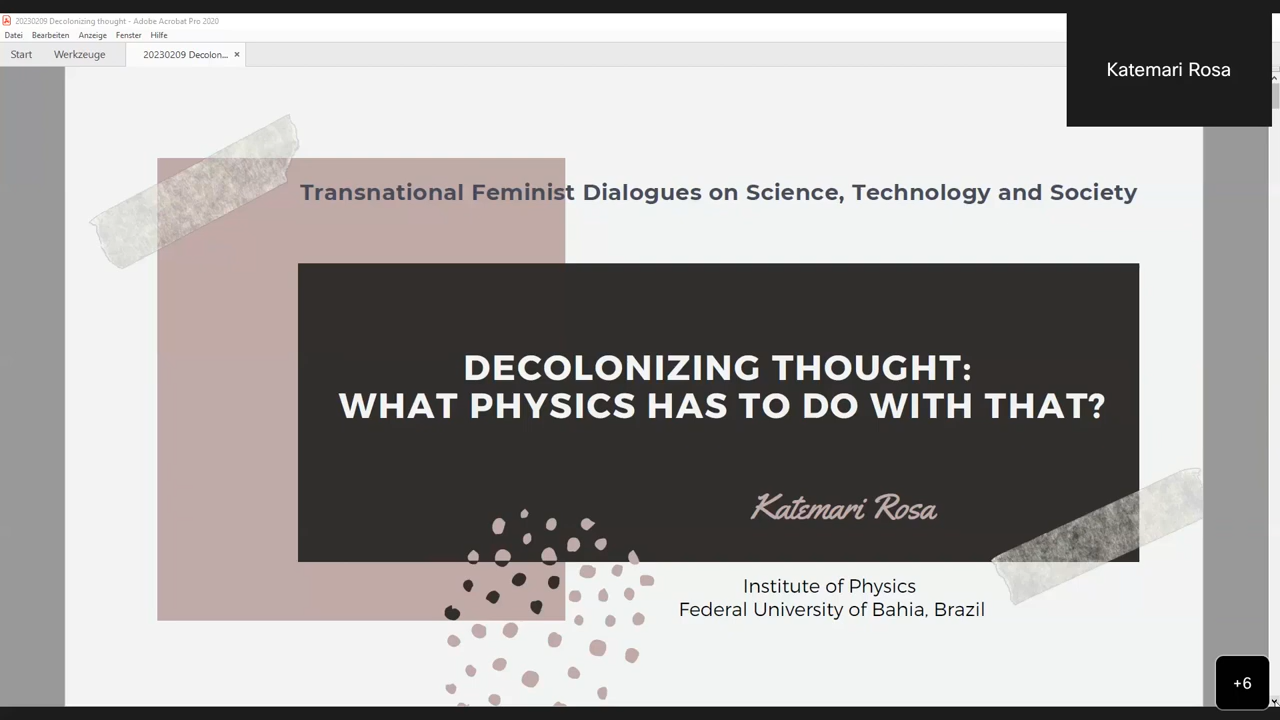 20230209 Decolonizing thought - Adobe Acrobat Pro 2020
Datei Bearbeiten Anzeige Fenster Hilfe
Start Werkzeuge 20230209 Decolon... ×
Katemari Rosa
Transnational Feminist Dialogues on Science, Technology and Society
DECOLONIZING THOUGHT:
WHAT PHYSICS HAS TO DO WITH THAT?
Katemari Rosa
Institute of Physics
Federal University of Bahia, Brazil
+6